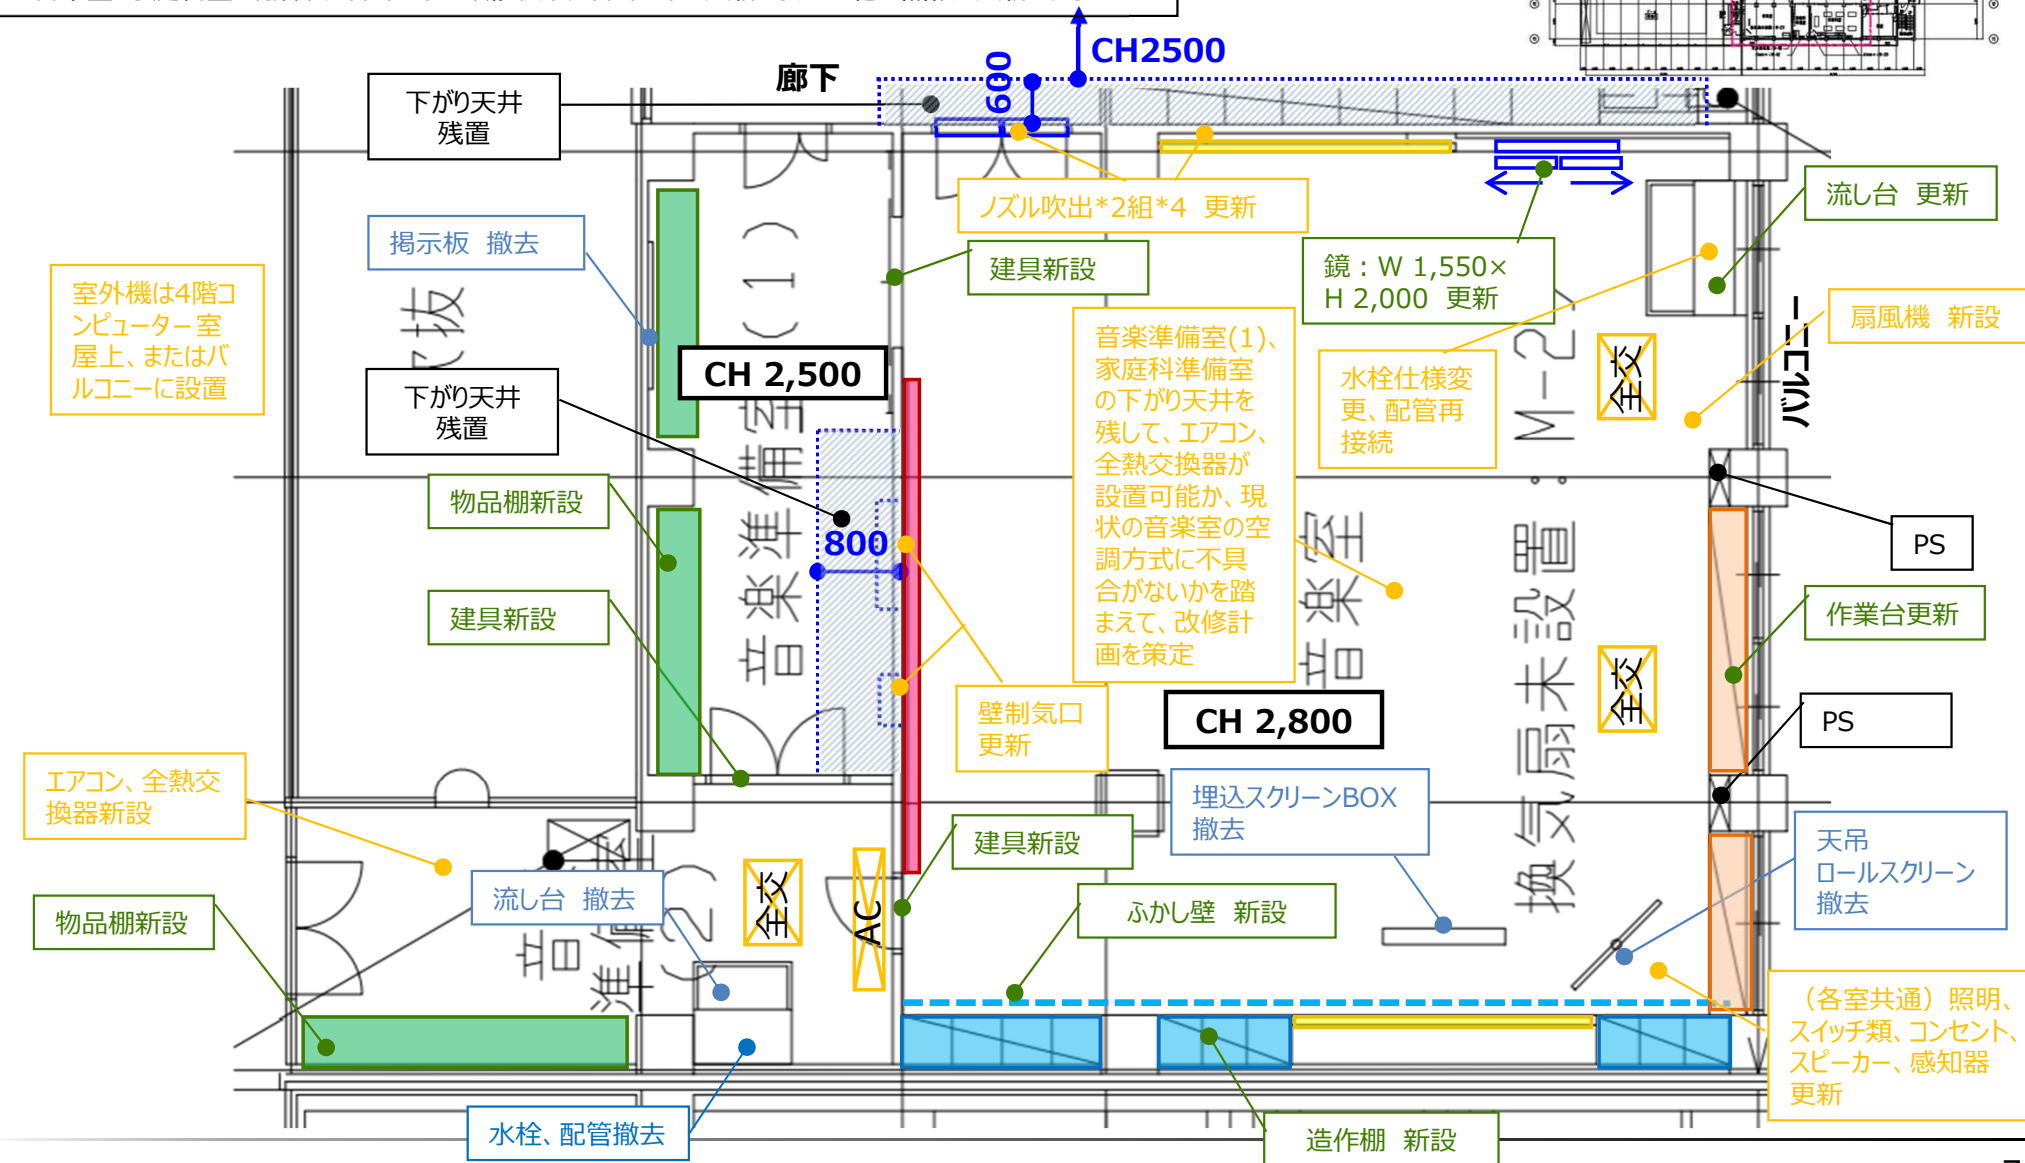 CH2500
600
廊下
下がり天井
残置
ノズル吹出*2組*4 更新
流し台 更新
掲示板 撤去
建具新設
鏡：W 1,550×
H 2,000 更新
室外機は4階コ
ンピューター室
屋上、またはバ
ルコニーに設置
扇風機 新設
バルコニー
音楽準備室(1)、
家庭科準備室
の下がり天井を
残して、エアコン、
全熱交換器が
設置可能か、現
状の音楽室の空
調方式に不具
合がないかを踏
まえて、改修計
画を策定
CH 2,500
水栓仕様変
更、配管再
接続
全交
下がり天井
残置
物品棚新設
800
PS
建具新設
作業台更新
音楽室
換気扇未設置
全交
壁制気口
更新
CH 2,800
PS
エアコン、全熱交
換器新設
埋込スクリーンBOX
撤去
建具新設
天吊
ロールスクリーン
撤去
流し台 撤去
全交
AC
ふかし壁 新設
物品棚新設
（各室共通）照明、
スイッチ類、コンセント、
スピーカー、感知器
更新
水栓、配管撤去
造作棚 新設